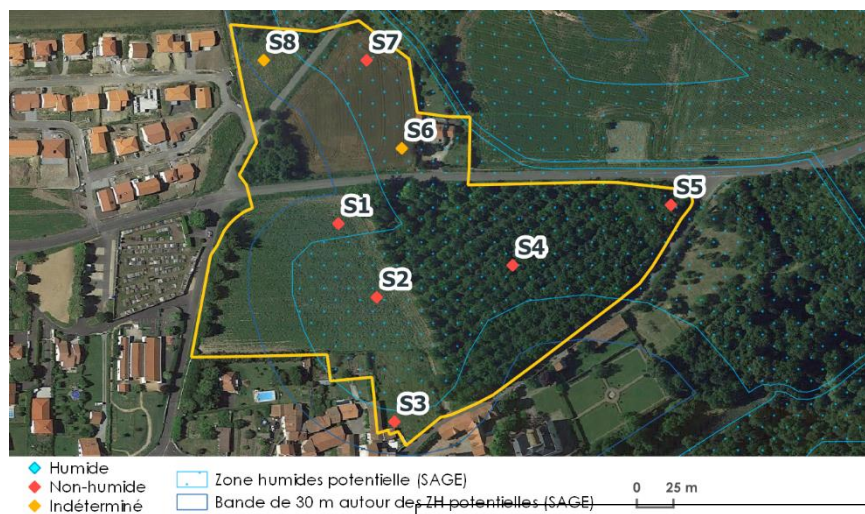 S8
S7
S6
S1
S5
S4
S2
S3
Humide
Non-humide
Indéterminé
Zone humides potentielle (SAGE)
Bande de 30 m autour des ZH potentielles (SAGE)
0 25 m